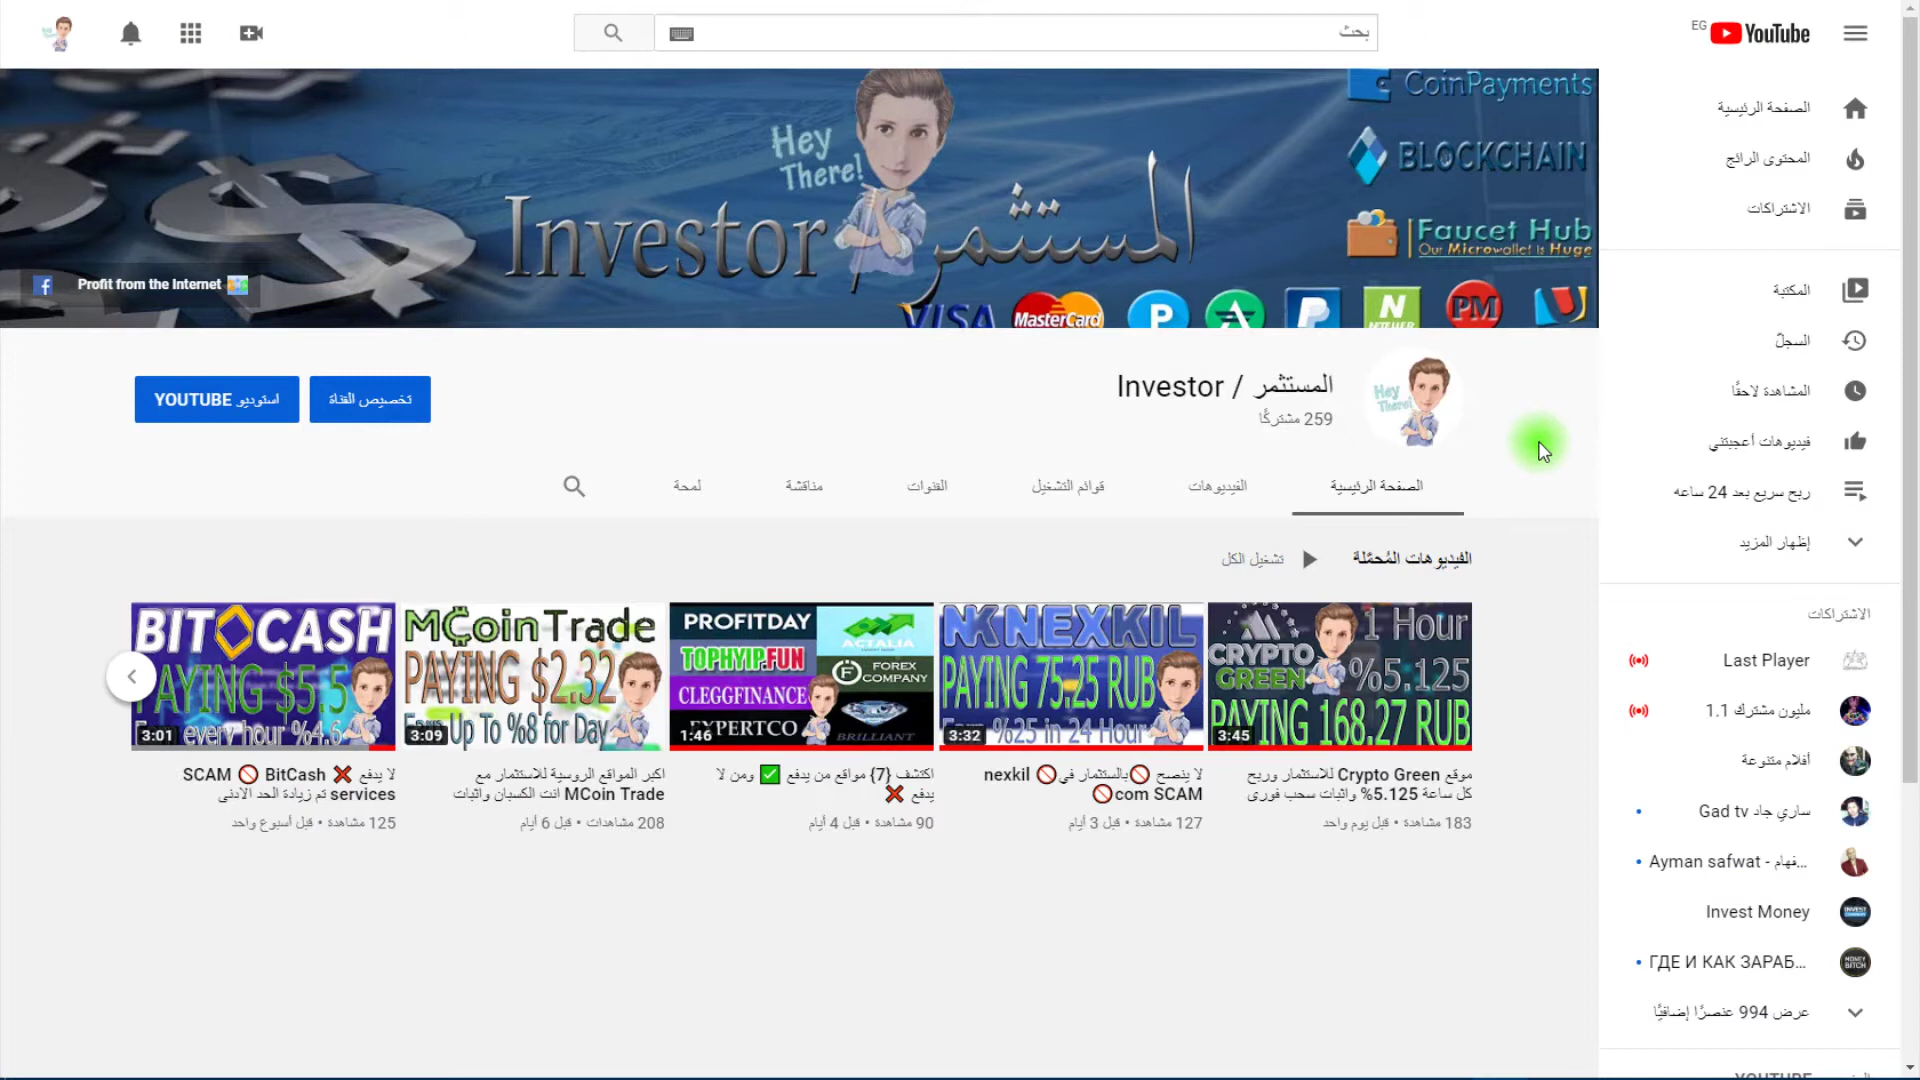 بحث
EG
YouTube
CoinPayments
Hey
There!
BLOCKCHAIN
Investor
المستثمر
Faucet Hub
Our Microwallet is Huge
Profit from the Internet
VISA
MasterCard
P
N
NETELLER
PM
الصفحة الرئيسية
المحتوى الرائج
الاشتراكات
المكتبة
السجلّ
المشاهدة لاحقًا
فيديوهات أعجبتني
ربح سريع بعد 24 ساعه
إظهار المزيد
المستثمر / Investor
259 مشتركًا
Hey
There!
تخصيص القناة
استوديو YOUTUBE
الصفحة الرئيسية
الفيديوهات
قوائم التشغيل
القنوات
مناقشة
لمحة
الفيديوهات المُحمَّلة
تشغيل الكل
CRYPTO
GREEN
1 Hour
%5.125
PAYING 168.27 RUB
3:45
موقع Crypto Green للاستثمار وربح
كل ساعة 5.125% واثبات سحب فورى
183 مشاهدة • قبل يوم واحد
NEXKIL
PAYING 75.25 RUB
Earn %25 in 24 Hour
3:32
لا ينصح 🚫بالستثمار في🚫 nexkil
com SCAM🚫
127 مشاهدة • قبل 3 أيام
PROFITDAY
TOPHYIP.FUN
CLEGGFINANCE
EXPERTCO
ACTALIA
FOREX
COMPANY
BRILLIANT
1:46
اكتشف {7} مواقع من يدفع ✅ ومن لا
يدفع ❌
90 مشاهدة • قبل 4 أيام
MCoin Trade
PAYING $2.32
Earn Up To %8 for Day
3:09
اكبر المواقع الروسية للاستثمار مع
MCoin Trade انت الكسبان واثبات
208 مشاهدات • قبل 6 أيام
BITCASH
PAYING $5.5
every hour %4.6
3:01
لا يدفع ❌ SCAM 🚫 BitCash
services تم زيادة الحد الادنى
125 مشاهدة • قبل أسبوع واحد
الاشتراكات
Last Player
مليون مشترك 1.1
أفلام متنوعة
ساري جاد Gad tv
Ayman safwat - فهام...
Invest Money
ГДЕ И КАК ЗАРАБ...
عرض 994 عنصرًا إضافيًّا